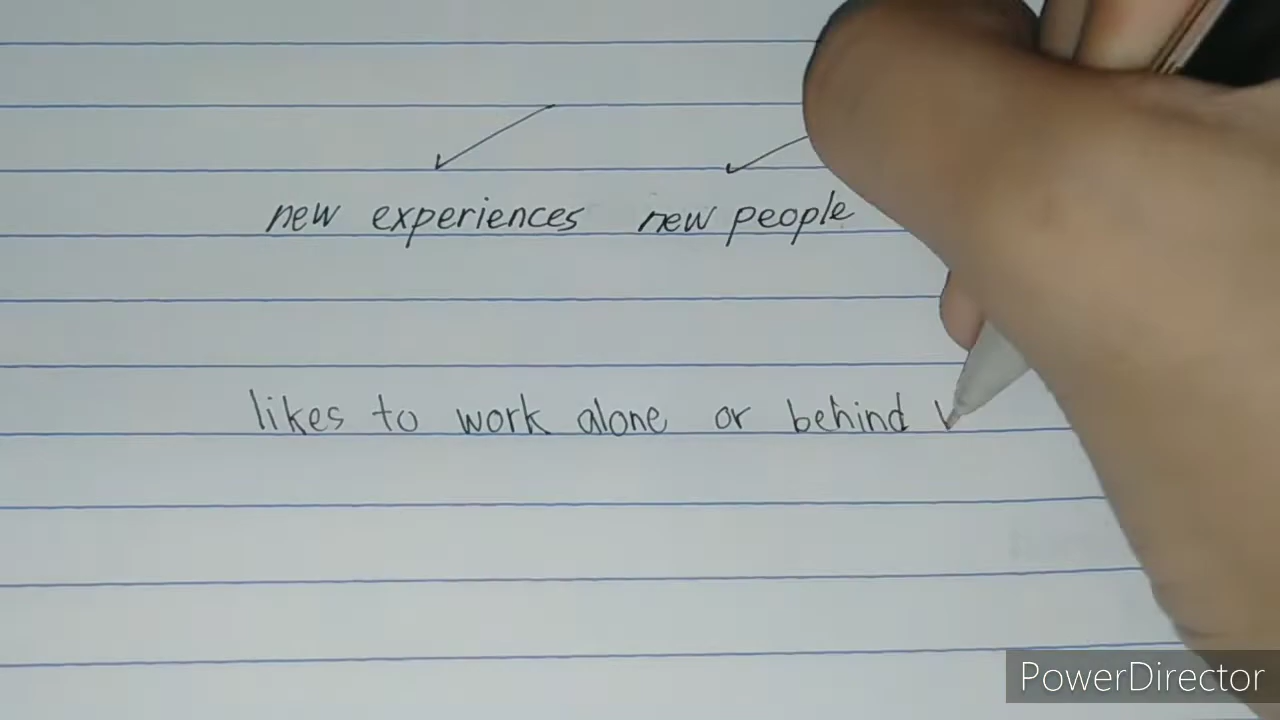 new experiences new people
likes to work alone or behind
PowerDirector